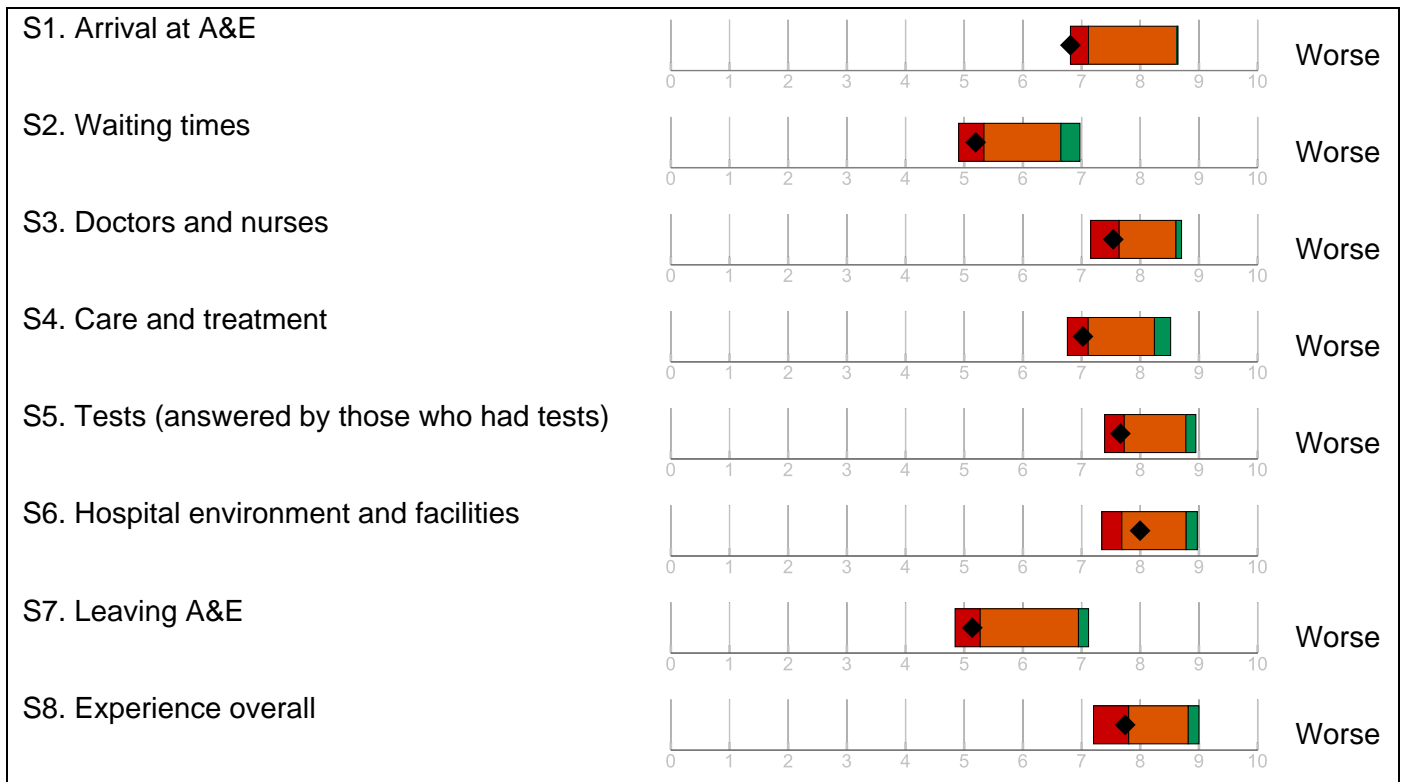 S1. Arrival at A&E
Worse
0 1 2 3 4 5 6 7 8 9 10
S2. Waiting times
Worse
0 1 2 3 4 5 6 7 8 9 10
S3. Doctors and nurses
Worse
0 1 2 3 4 5 6 7 8 9 10
S4. Care and treatment
Worse
0 1 2 3 4 5 6 7 8 9 10
S5. Tests (answered by those who had tests)
Worse
0 1 2 3 4 5 6 7 8 9 10
S6. Hospital environment and facilities
0 1 2 3 4 5 6 7 8 9 10
S7. Leaving A&E
Worse
0 1 2 3 4 5 6 7 8 9 10
S8. Experience overall
Worse
0 1 2 3 4 5 6 7 8 9 10